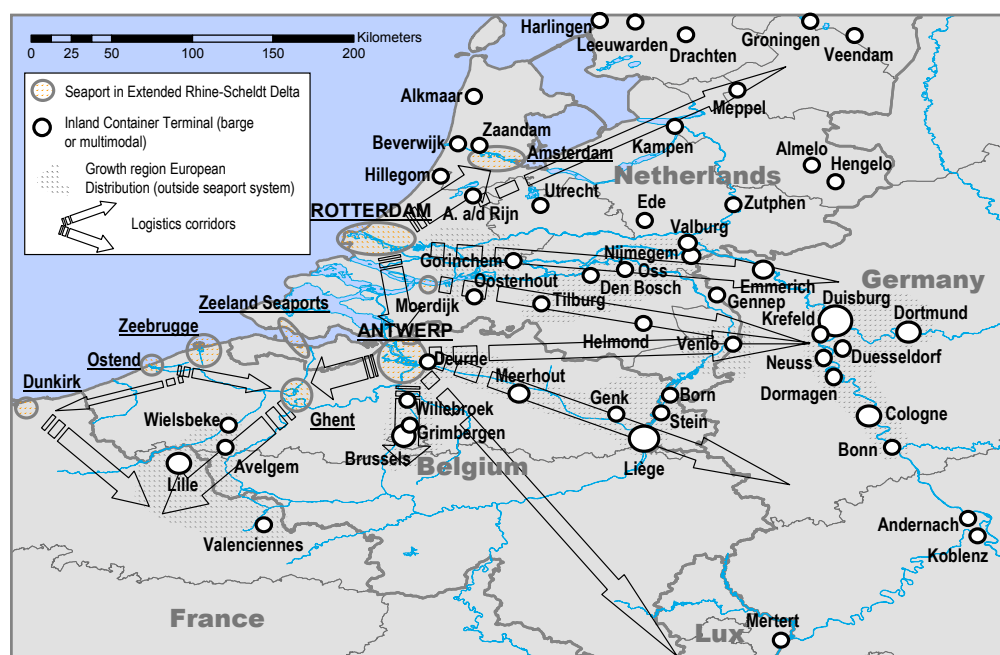 Harlingen
Leeuwarden
Drachten
Groningen
Veendam
Kilometers
0 50 100 150 200
Seaport in Extended Rhine-Scheldt Delta
Inland Container Terminal (barge
or multimodal)
Growth region European
Distribution (outside seaport system)
Logistics corridors
Alkmaar
Meppel
Beverwijk
Zaandam
Amsterdam
Kampen
Almelo
Hengelo
Hillegom
Netherlands
Utrecht
A. a/d Rijn
Ede
Zutphen
ROTTERDAM
Valburg
Nijmegem
Gorinchem
Oss
Emmerich
Germany
Oosterhout
Den Bosch
Gennep
Moerdijk
Tilburg
Duisburg
Zeeland Seaports
Krefeld
Dortmund
Zeebrugge
ANTWERP
Helmond
Venlo
Ostend
Deurne
Neuss
Duesseldorf
Dunkirk
Meerhout
Dormagen
Genk
Born
Ghent
Willebroek
Stein
Cologne
Wielsbeke
Grimbergen
Bonn
Avelgem
Brussels
Belgium
Liége
Lille
Valenciennes
Andernach
Koblenz
France
Mertert
Lux